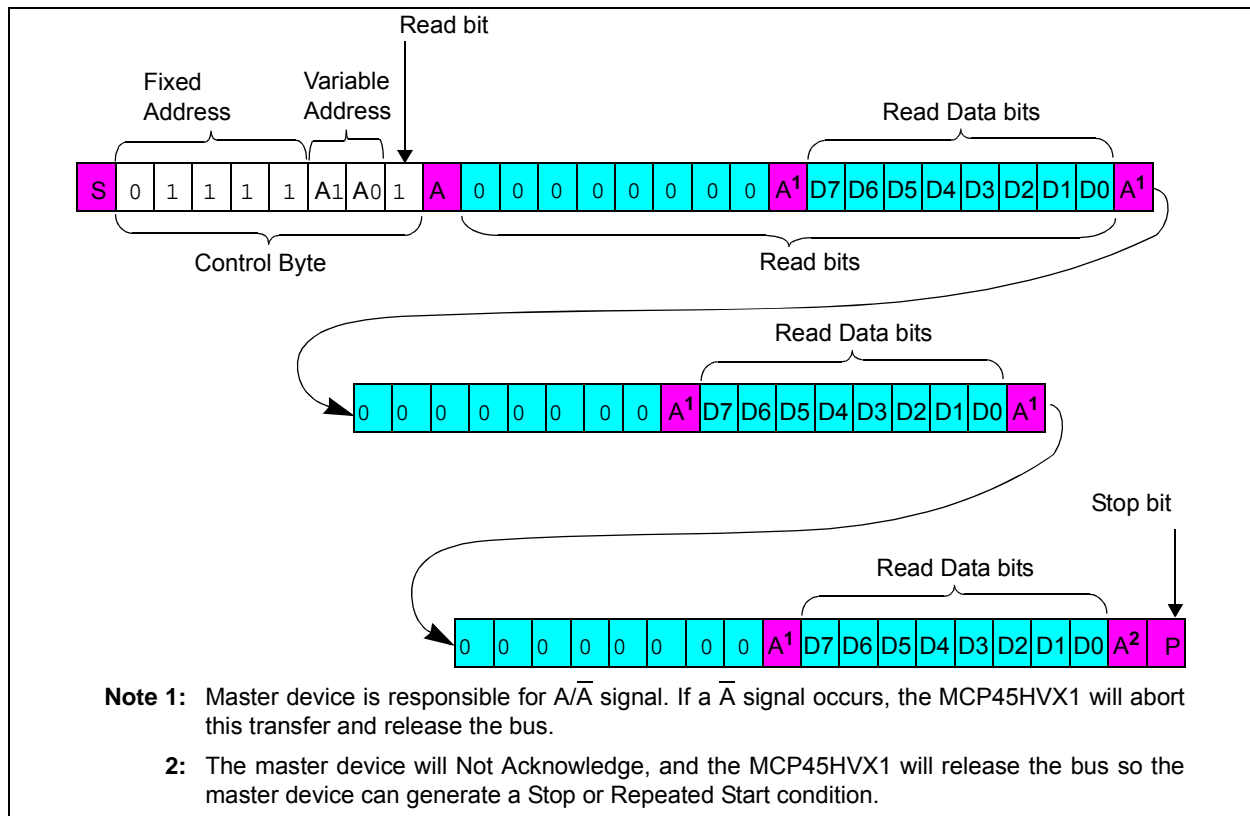 Read bit
Fixed Address
Variable Address
Read Data bits
S 0 1 1 1 1 A1 A0 1 A 0 0 0 0 0 0 0 0 A¹ D7 D6 D5 D4 D3 D2 D1 D0 A¹
Control Byte
Read bits
Read Data bits
0 0 0 0 0 0 0 0 A¹ D7 D6 D5 D4 D3 D2 D1 D0 A¹
Stop bit
Read Data bits
0 0 0 0 0 0 0 0 A¹ D7 D6 D5 D4 D3 D2 D1 D0 A² P
Note 1: Master device is responsible for A/A̅ signal. If a A̅ signal occurs, the MCP45HVX1 will abort
this transfer and release the bus.
2: The master device will Not Acknowledge, and the MCP45HVX1 will release the bus so the
master device can generate a Stop or Repeated Start condition.